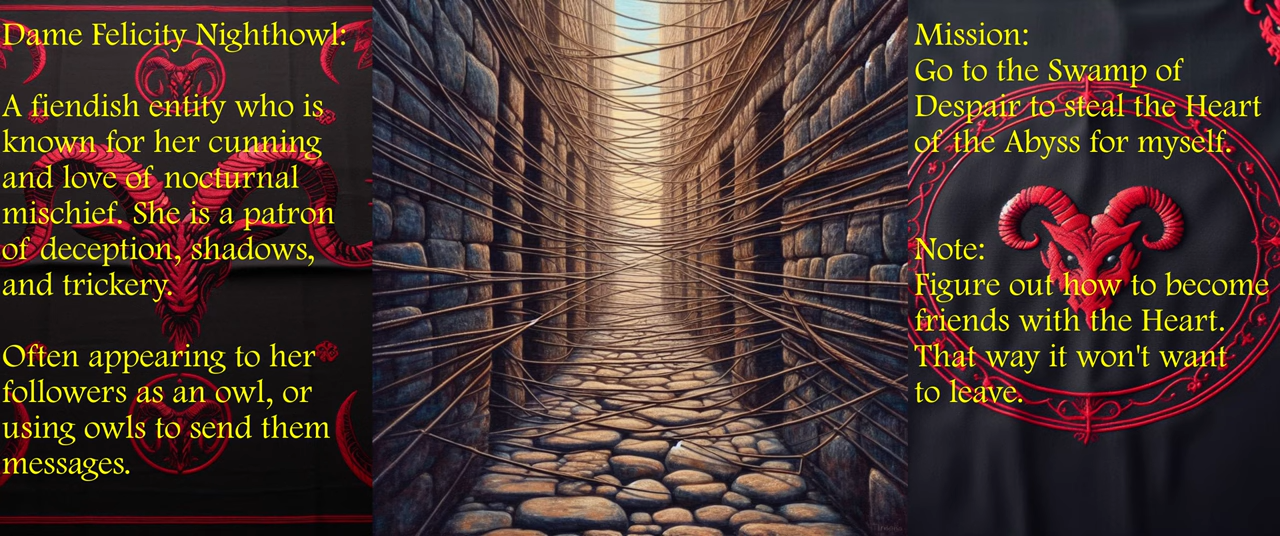 Dame Felicity Nighthowl:
A fiendish entity who is
known for her cunning
and love of nocturnal
mischief. She is a patron
of deception, shadows,
and trickery.
Often appearing to her
followers as an owl, or
using owls to send them
messages.
Mission:
Go to the Swamp of
Despair to steal the Heart
of the Abyss for myself.
Note:
Figure out how to become
friends with the Heart.
That way it won't want
to leave.